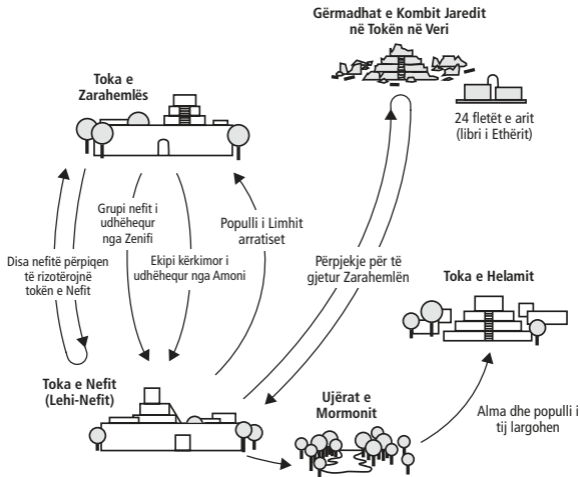 Gërmadhat e Kombit Jaredit
në Tokën në Veri
Toka e
Zarahemlës
24 fletët e arit
(libri i Ethërit)
Grupi nefit i
udhëhequr
nga Zenifi
Populli i Limhit
arratiset
Disa nefitë përpiqen
të rizotërojnë
tokën e Nefit
Ekipi kërkimor i
udhëhequr nga Amoni
Përpjekje për të
gjetur Zarahemlën
Toka e Helamit
Toka e Nefit
(Lehi-Nefit)
Ujërat e
Mormonit
Alma dhe populli i
tij largohen